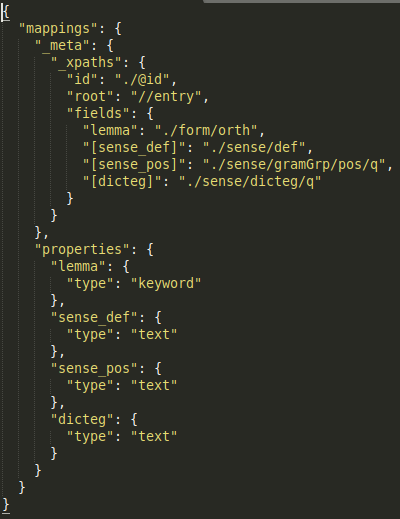 {
  "mappings": {
    "_meta": {
      "_xpaths": {
        "id": "./@id",
        "root": "//entry",
        "fields": {
          "lemma": "./form/orth",
          "[sense_def]": "./sense/def",
          "[sense_pos]": "./sense/gramGrp/pos/q",
          "[dicteg]": "./sense/dicteg/q"
        }
      }
    },
    "properties": {
      "lemma": {
        "type": "keyword"
      },
      "sense_def": {
        "type": "text"
      },
      "sense_pos": {
        "type": "text"
      },
      "dicteg": {
        "type": "text"
      }
    }
  }
}